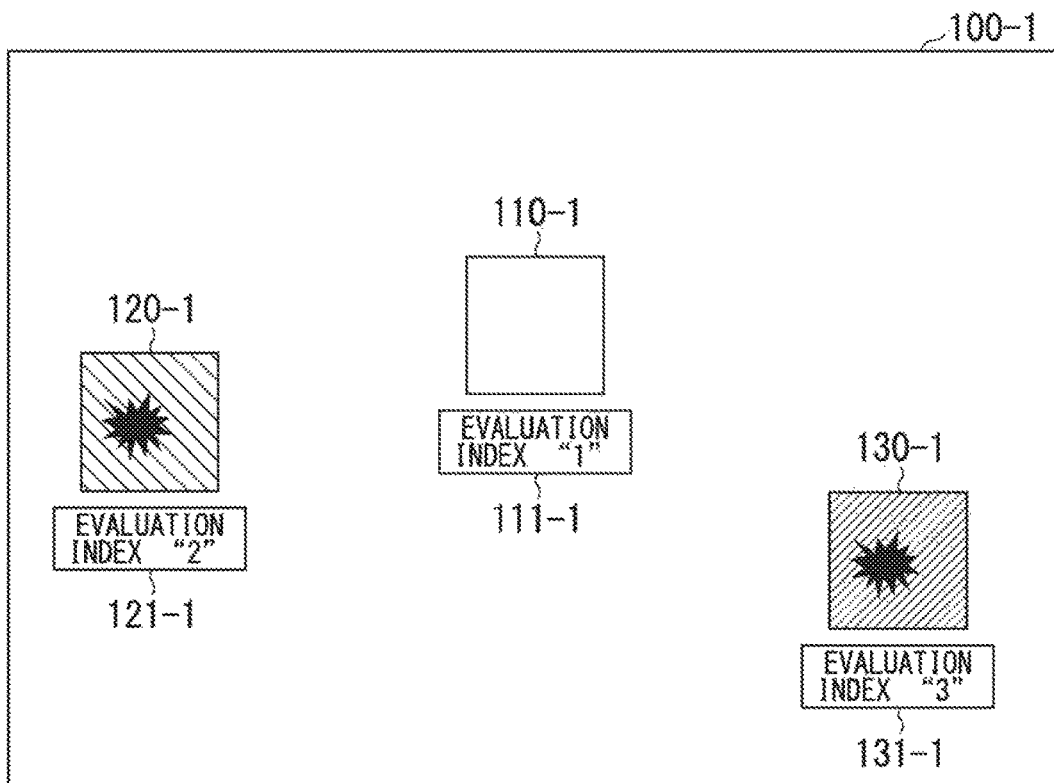 100-1
110-1
120-1
EVALUATION
INDEX “1”
111-1
130-1
EVALUATION
INDEX “2”
121-1
EVALUATION
INDEX “3”
131-1